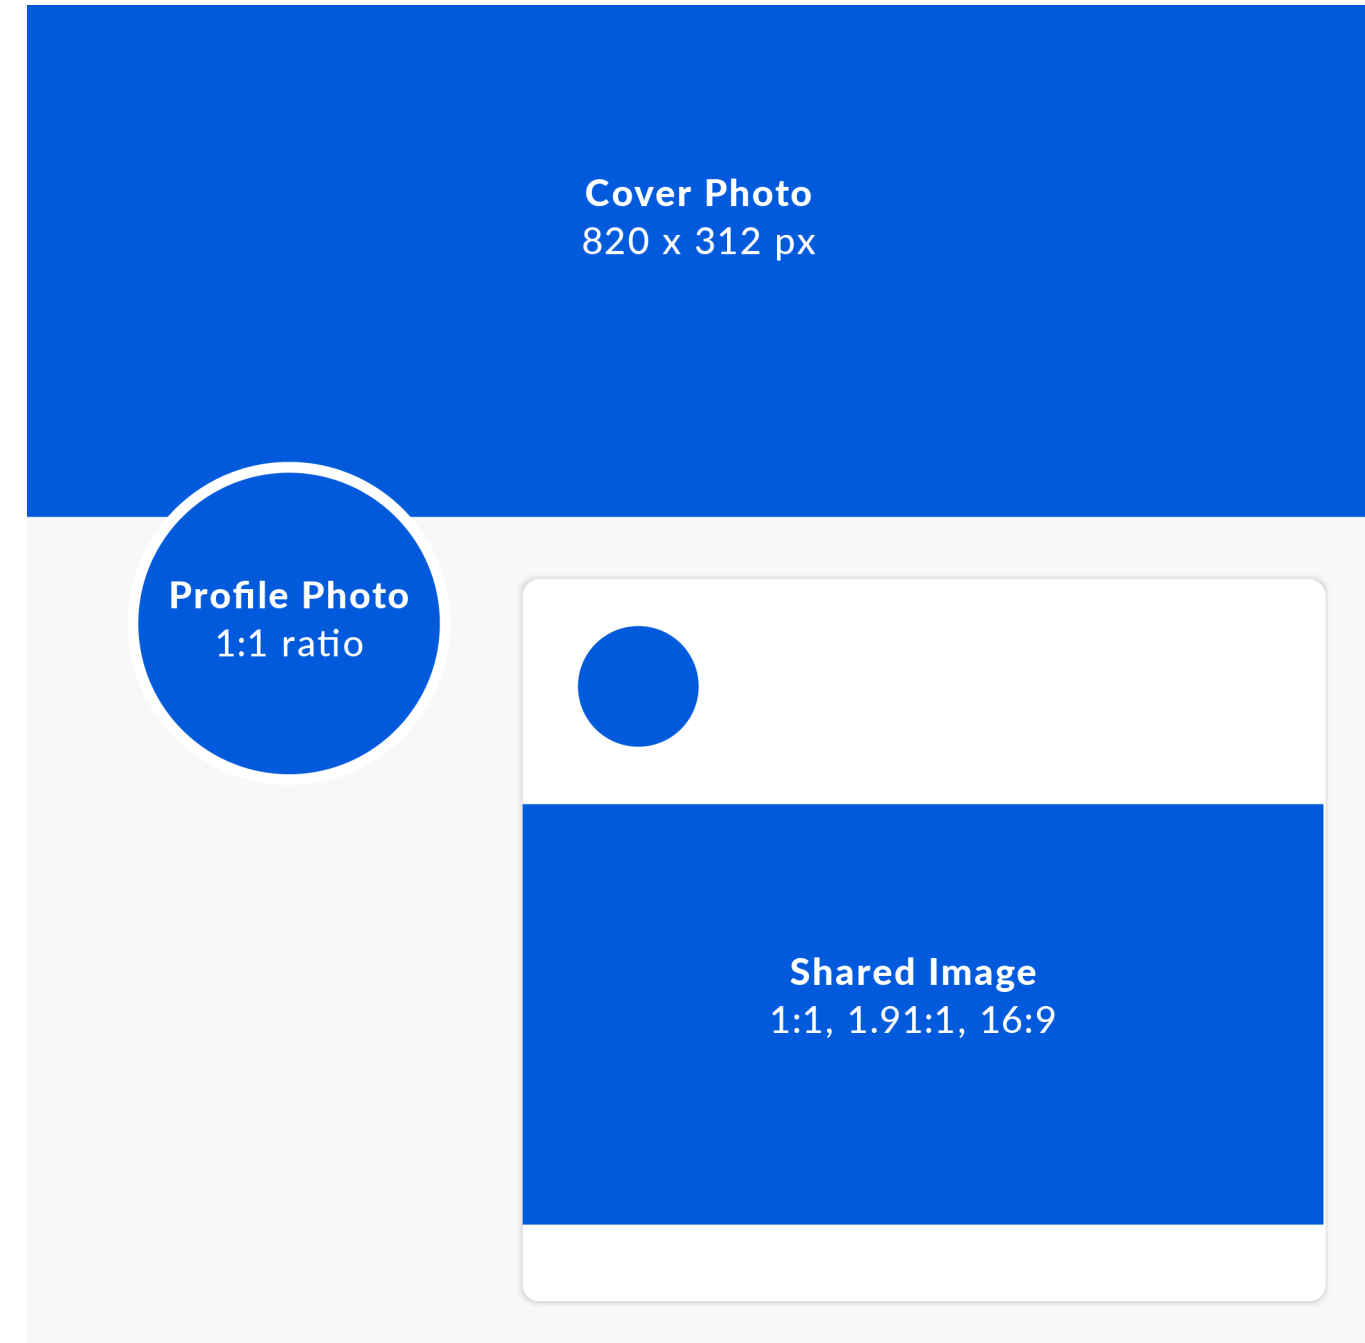 Cover Photo
820 x 312 px
Profile Photo
1:1 ratio
Shared Image
1:1, 1.91:1, 16:9